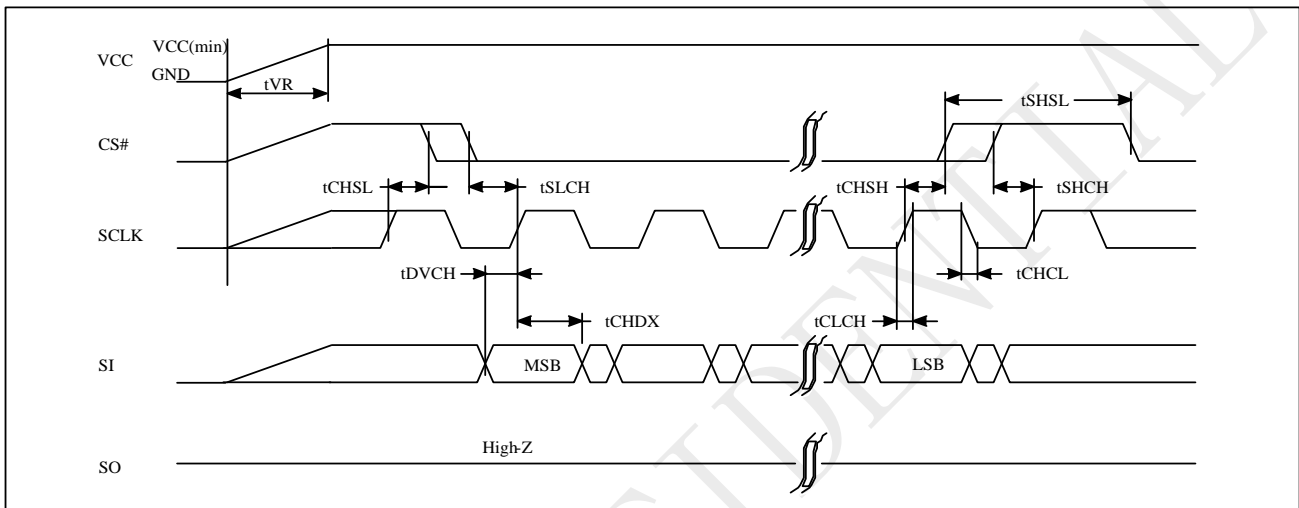 VCC
VCC(min)
GND
tVR
tSHSL
CS#
tCHSL
tSLCH
tCHSH
tSHCH
SCLK
tDVCH
tCHCL
tCHDX
tCLCH
SI
MSB
LSB
High-Z
SO